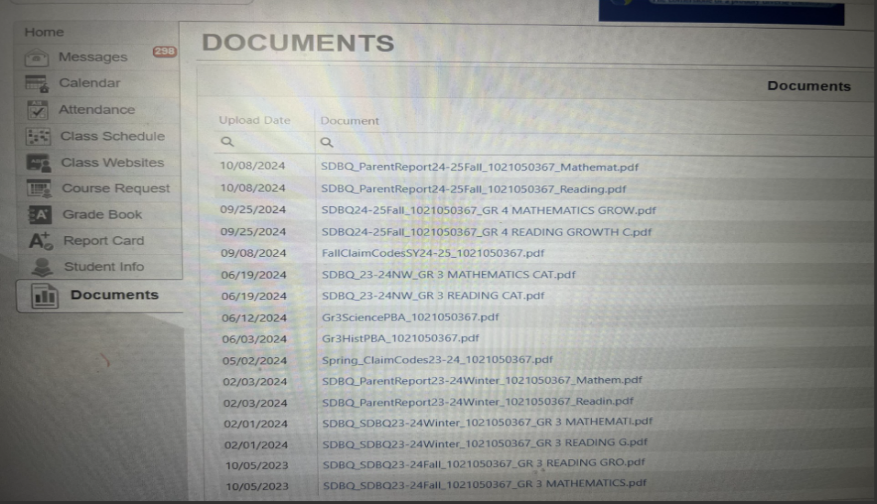 Home
Messages 298
Calendar
Attendance
Class Schedule
Class Websites
Course Request
Grade Book
Report Card
Student Info
Documents
DOCUMENTS
Documents
Upload Date Document
10/08/2024 SDBQ_ParentReport24-25Fall_1021050367_Mathemat.pdf
10/08/2024 SDBQ_ParentReport24-25Fall_1021050367_Reading.pdf
09/25/2024 SDBQ24-25Fall_1021050367_GR 4 MATHEMATICS GROW.pdf
09/25/2024 SDBQ24-25Fall_1021050367_GR 4 READING GROWTH C.pdf
09/08/2024 FallClaimCodesSY24-25_1021050367.pdf
06/19/2024 SDBQ_23-24NW_GR 3 MATHEMATICS CAT.pdf
06/19/2024 SDBQ_23-24NW_GR 3 READING CAT.pdf
06/12/2024 Gr3SciencePBA_1021050367.pdf
06/03/2024 Gr3HistPBA_1021050367.pdf
05/02/2024 Spring_ClaimCodes23-24_1021050367.pdf
02/03/2024 SDBQ_ParentReport23-24Winter_1021050367_Mathem.pdf
02/03/2024 SDBQ_ParentReport23-24Winter_1021050367_Readin.pdf
02/01/2024 SDBQ_SDBQ23-24Winter_1021050367_GR 3 MATHEMATI.pdf
02/01/2024 SDBQ_SDBQ23-24Winter_1021050367_GR 3 READING G.pdf
10/05/2023 SDBQ_SDBQ23-24Fall_1021050367_GR 3 READING GRO.pdf
10/05/2023 SDBQ_SDBQ23-24Fall_1021050367_GR 3 MATHEMATICS.pdf